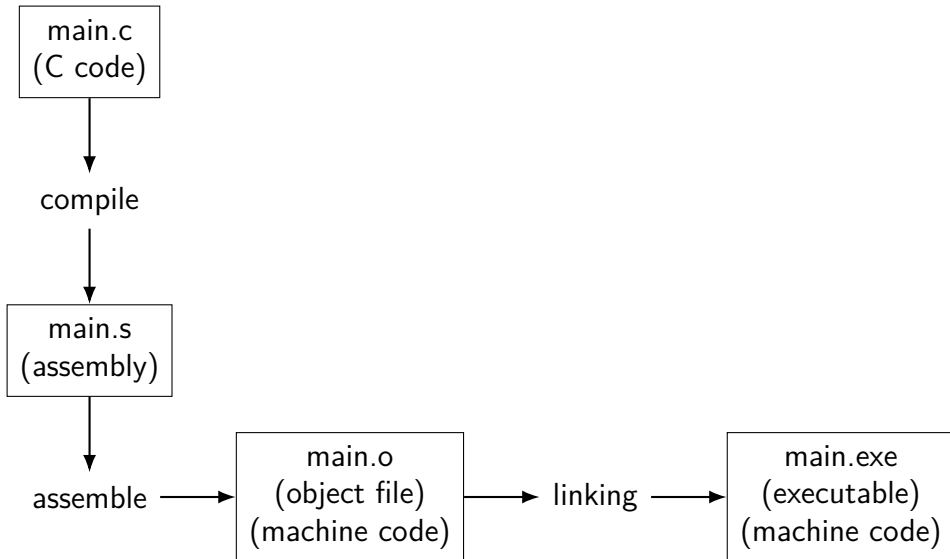 main.c
(C code)
compile
main.s
(assembly)
assemble
main.o
(object file)
(machine code)
linking
main.exe
(executable)
(machine code)